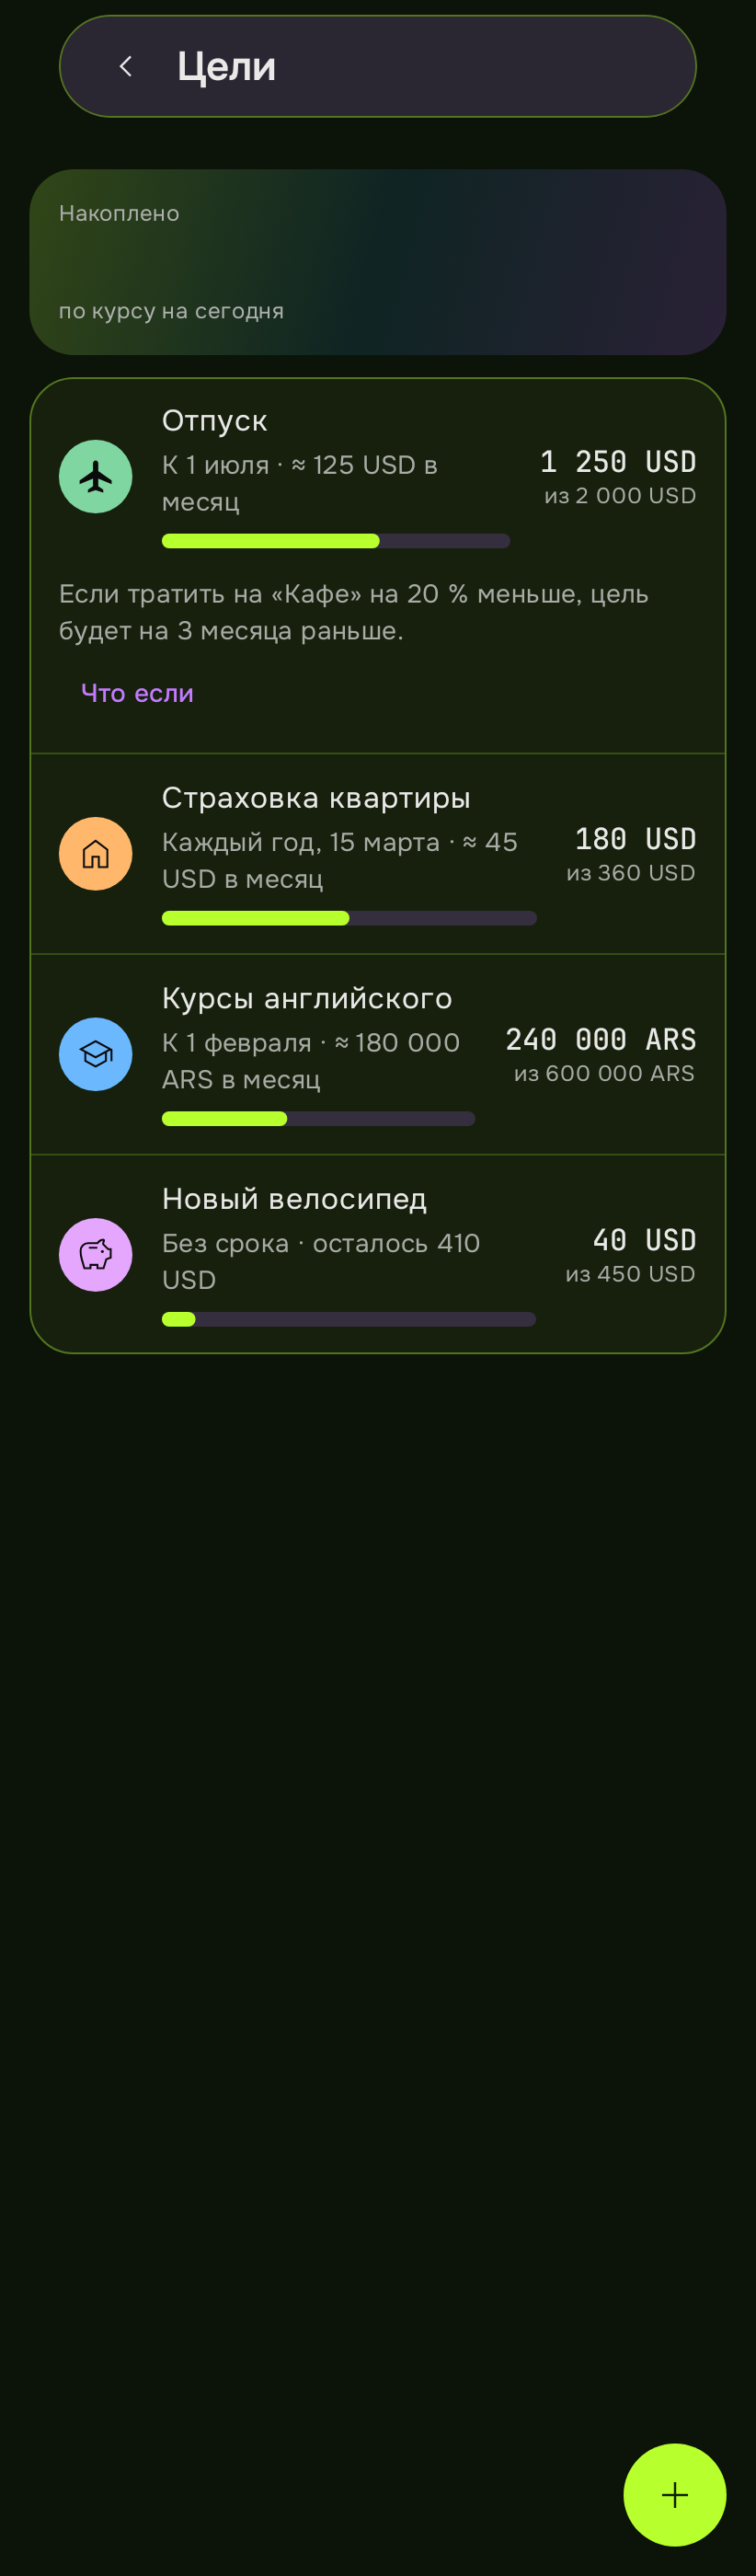 Цели
Накоплено
по курсу на сегодня
Отпуск
К 1 июля · ≈ 125 USD в
месяц
1 250 USD
из 2 000 USD
Если тратить на «Кафе» на 20 % меньше, цель
будет на 3 месяца раньше.
Что если
Страховка квартиры
Каждый год, 15 марта · ≈ 45
USD в месяц
180 USD
из 360 USD
Курсы английского
К 1 февраля · ≈ 180 000
ARS в месяц
240 000 ARS
из 600 000 ARS
Новый велосипед
Без срока · осталось 410
USD
40 USD
из 450 USD